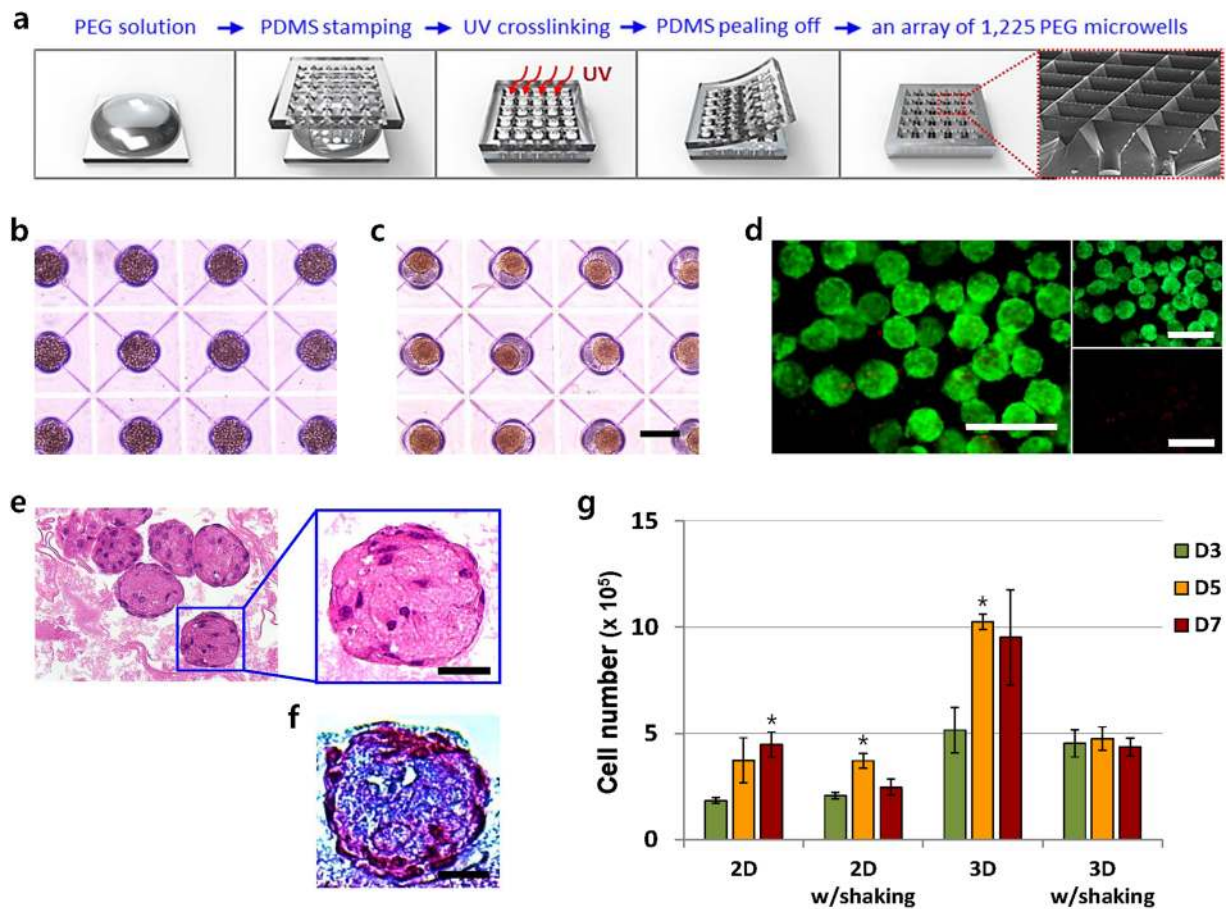 a
PEG solution → PDMS stamping → UV crosslinking → PDMS pealing off → an array of 1,225 PEG microwells
UV
b
c
d
e
f
g
Cell number (x 10⁵)
15
10
5
0
*
*
*
D3
D5
D7
2D
2D
w/shaking
3D
3D
w/shaking